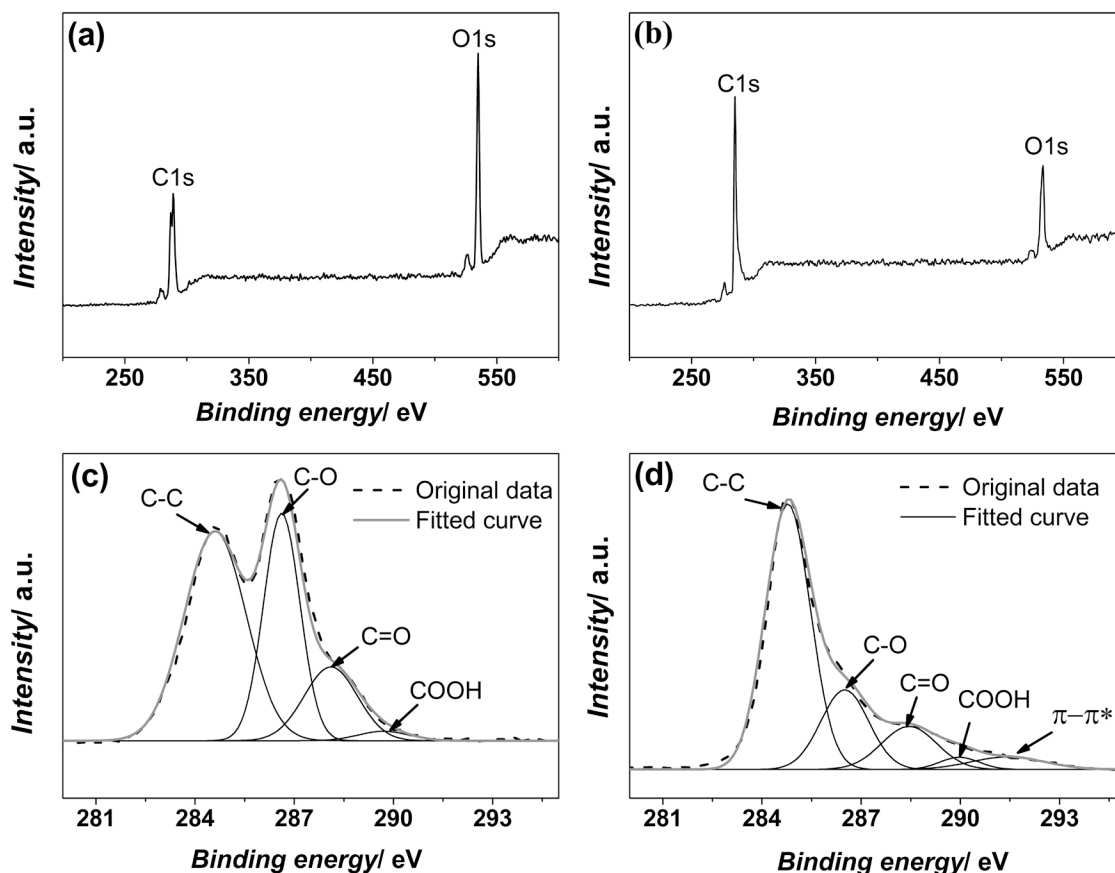 (a)
O1s
C1s
Intensity/ a.u.
250 350 450 550
Binding energy/ eV
(b)
C1s
O1s
Intensity/ a.u.
250 350 450 550
Binding energy/ eV
(c)
C-O
C-C
Original data
Fitted curve
C=O
COOH
Intensity/ a.u.
281 284 287 290 293
Binding energy/ eV
(d)
C-C
Original data
Fitted curve
C-O
C=O
COOH
π–π*
Intensity/ a.u.
281 284 287 290 293
Binding energy/ eV